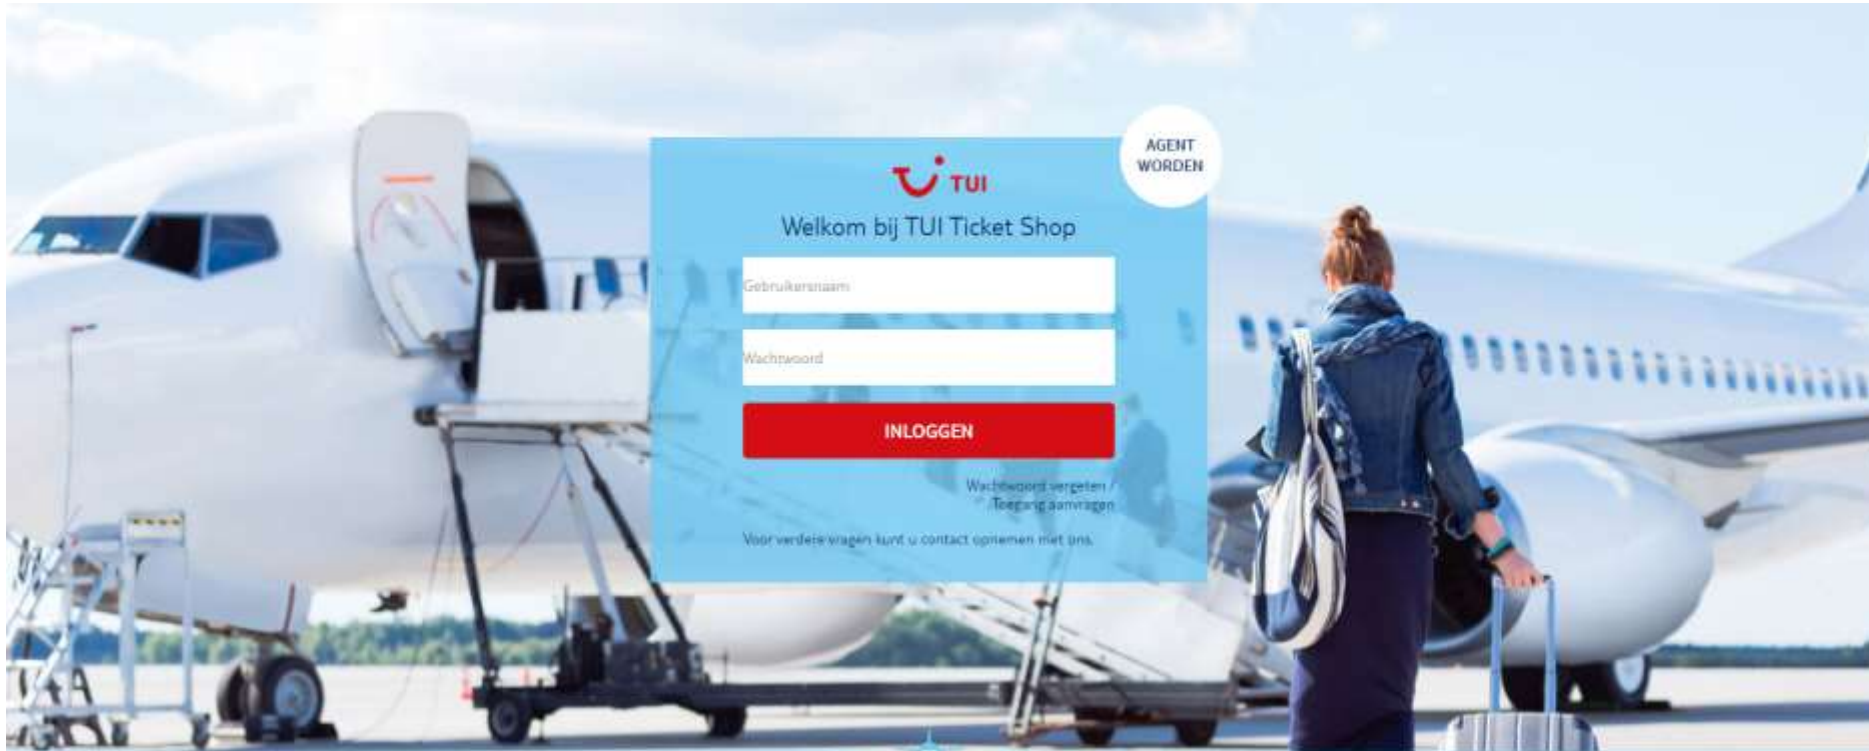 AGENT
WORDEN
TUI
Welkom bij TUI Ticket Shop
Gebruikersnaam
Wachtwoord
INLOGGEN
Wachtwoord vergeten /
Toegang aanvragen
Voor verdere vragen kunt u contact opnemen met ons.